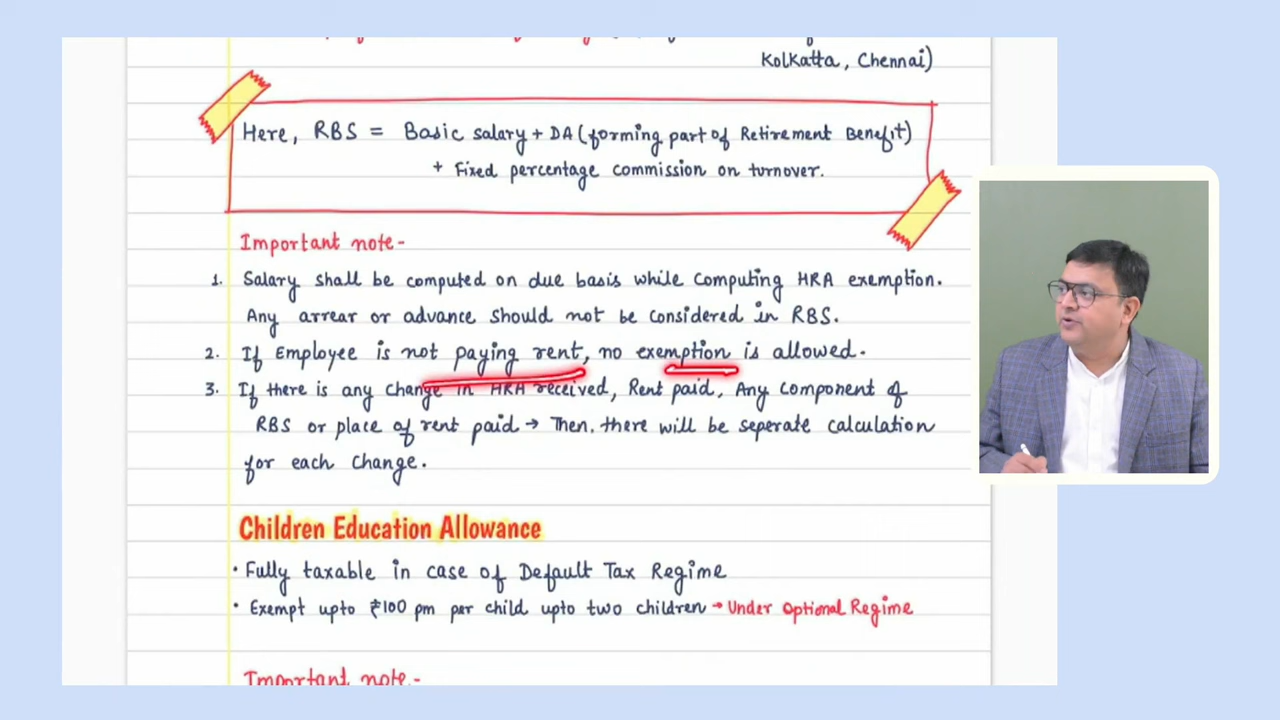 Kolkatta, Chennai)
Here, RBS = Basic salary + DA (forming part of Retirement Benefit)
+ Fixed percentage commission on turnover.
Important note -
1. Salary shall be computed on due basis while computing HRA exemption.
Any arrear or advance should not be considered in RBS.
2. If Employee is not paying rent, no exemption is allowed.
3. If there is any change in HRA received, Rent paid, Any component of
RBS or place of rent paid → Then, there will be seperate calculation
for each change.
Children Education Allowance
• Fully taxable in case of Default Tax Regime
• Exempt upto ₹100 pm per child upto two children → Under Optional Regime
Important note.-